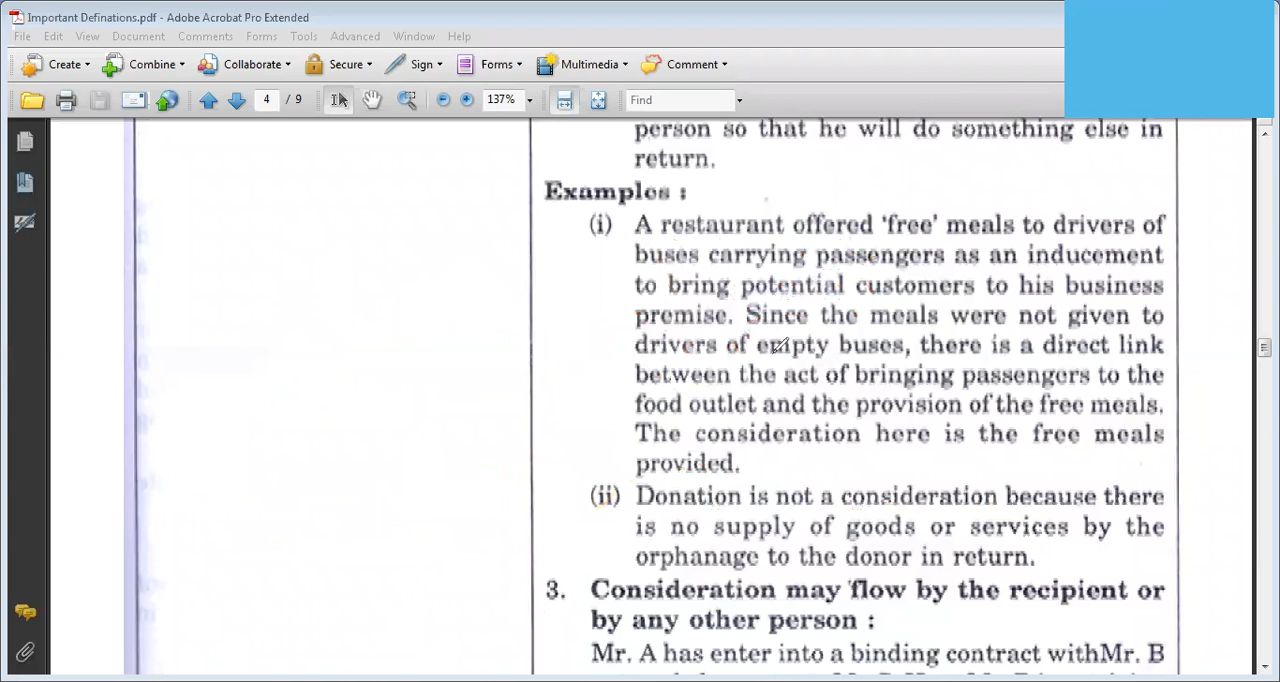 Important Definations.pdf - Adobe Acrobat Pro Extended
File Edit View Document Comments Forms Tools Advanced Window Help
Create Combine Collaborate Secure Sign Forms Multimedia Comment
4 / 9 137% Find
person so that he will do something else in
return.
Examples :
(i) A restaurant offered 'free' meals to drivers of
buses carrying passengers as an inducement
to bring potential customers to his business
premise. Since the meals were not given to
drivers of empty buses, there is a direct link
between the act of bringing passengers to the
food outlet and the provision of the free meals.
The consideration here is the free meals
provided.
(ii) Donation is not a consideration because there
is no supply of goods or services by the
orphanage to the donor in return.
3. Consideration may flow by the recipient or
by any other person :
Mr. A has enter into a binding contract withMr. B